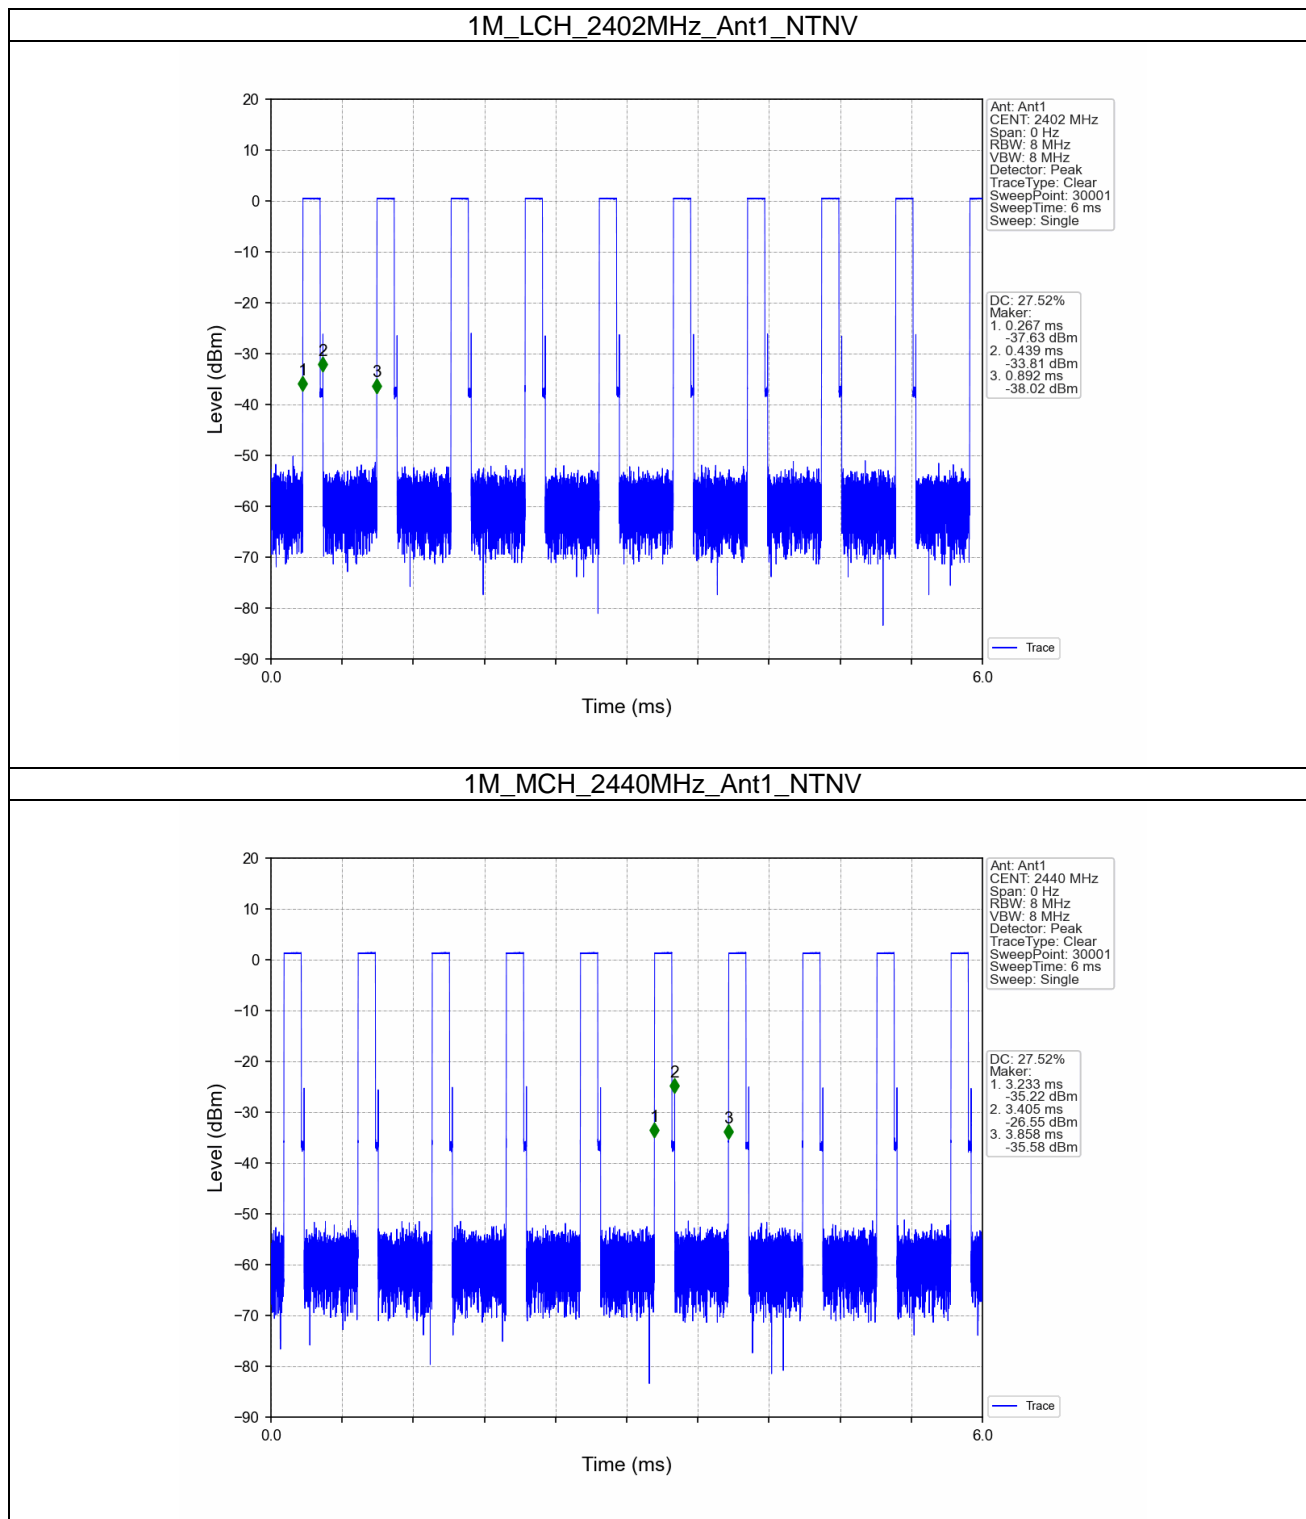 1M_LCH_2402MHz_Ant1_NTNV
20
10
0
−10
−20
−30
−40
−50
−60
−70
−80
−90
Level (dBm)
0.0
6.0
Time (ms)
1
2
3
Ant: Ant1
CENT: 2402 MHz
Span: 0 Hz
RBW: 8 MHz
VBW: 8 MHz
Detector: Peak
TraceType: Clear
SweepPoint: 30001
SweepTime: 6 ms
Sweep: Single
DC: 27.52%
Maker:
1. 0.267 ms
-37.63 dBm
2. 0.439 ms
-33.81 dBm
3. 0.892 ms
-38.02 dBm
Trace
1M_MCH_2440MHz_Ant1_NTNV
20
10
0
−10
−20
−30
−40
−50
−60
−70
−80
−90
Level (dBm)
0.0
6.0
Time (ms)
1
2
3
Ant: Ant1
CENT: 2440 MHz
Span: 0 Hz
RBW: 8 MHz
VBW: 8 MHz
Detector: Peak
TraceType: Clear
SweepPoint: 30001
SweepTime: 6 ms
Sweep: Single
DC: 27.52%
Maker:
1. 3.233 ms
-35.22 dBm
2. 3.405 ms
-26.55 dBm
3. 3.858 ms
-35.58 dBm
Trace